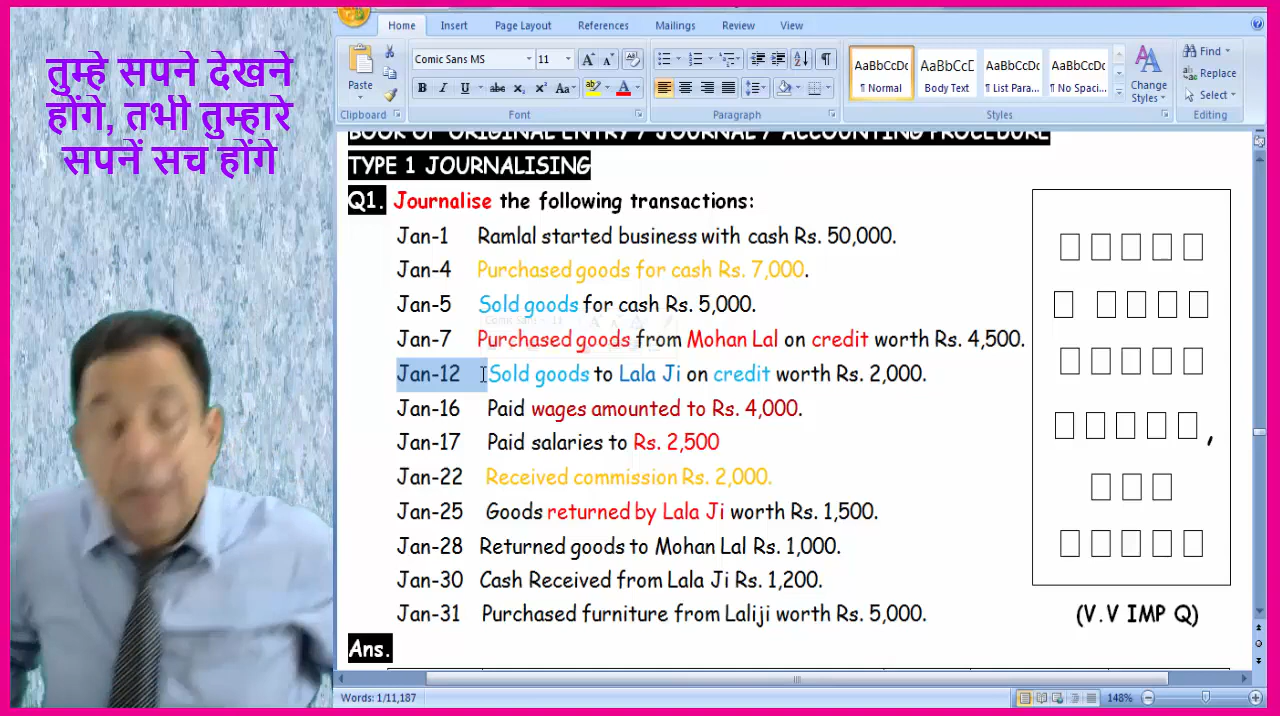 तुम्हे सपने देखने
होंगे, तभी तुम्हारे
सपनें सच होंगे
Home Insert Page Layout References Mailings Review View
Paste
Clipboard
Comic Sans MS 11
Font
Paragraph
AaBbCcDc AaBbCcD AaBbCcDc AaBbCcDc
¶ Normal Body Text ¶ List Para... ¶ No Spaci...
Styles
Change
Styles
Find
Replace
Select
Editing
BOOK OF ORIGINAL ENTRY / JOURNAL / ACCOUNTING PROCEDURE
TYPE 1 JOURNALISING
Q1. Journalise the following transactions:
Jan-1 Ramlal started business with cash Rs. 50,000.
Jan-4 Purchased goods for cash Rs. 7,000.
Jan-5 Sold goods for cash Rs. 5,000.
Jan-7 Purchased goods from Mohan Lal on credit worth Rs. 4,500.
Jan-12 Sold goods to Lala Ji on credit worth Rs. 2,000.
Jan-16 Paid wages amounted to Rs. 4,000.
Jan-17 Paid salaries to Rs. 2,500
Jan-22 Received commission Rs. 2,000.
Jan-25 Goods returned by Lala Ji worth Rs. 1,500.
Jan-28 Returned goods to Mohan Lal Rs. 1,000.
Jan-30 Cash Received from Lala Ji Rs. 1,200.
Jan-31 Purchased furniture from Laliji worth Rs. 5,000.
(V.V IMP Q)
Ans.
Words: 1/11,187
148%